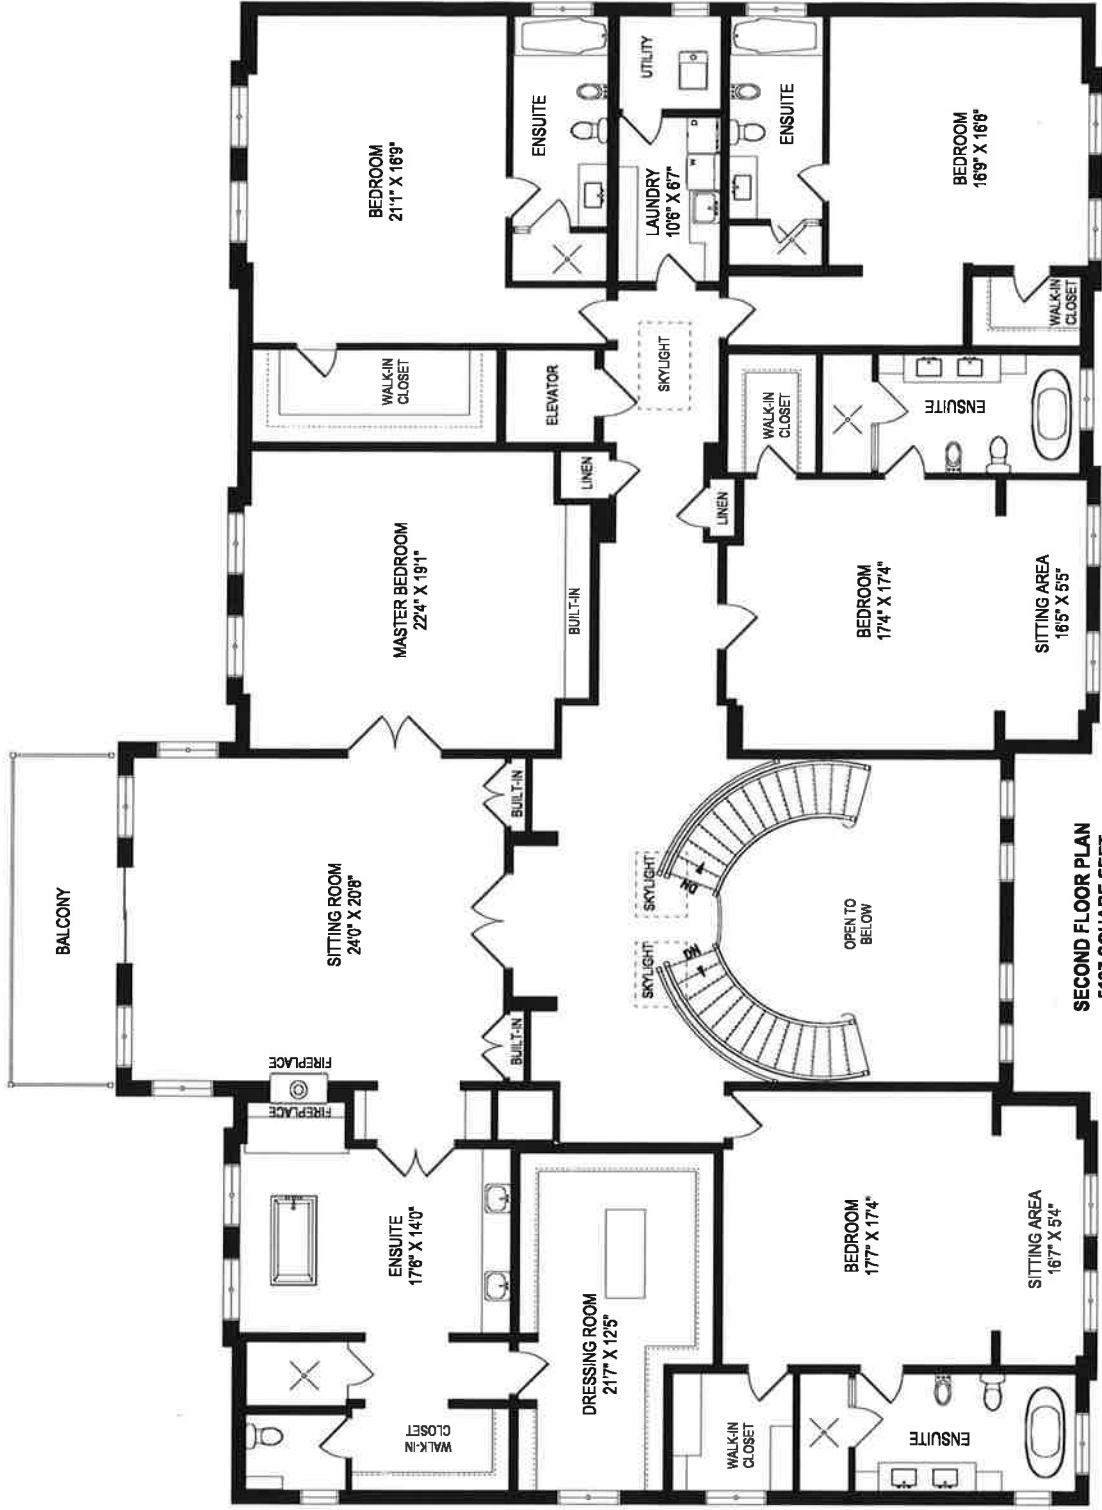 BALCONY
SITTING ROOM
24'0" X 20'8"
FIREPLACE
FIREPLACE
BUILT-IN
BUILT-IN
ENSUITE
17'6" X 14'0"
WALK-IN
CLOSET
DRESSING ROOM
21'7" X 12'5"
MASTER BEDROOM
22'4" X 19'1"
BUILT-IN
LINEN
LINEN
WALK-IN
CLOSET
ELEVATOR
BEDROOM
21'1" X 16'9"
ENSUITE
UTILITY
LAUNDRY
10'6" X 6'7"
W
D
ENSUITE
BEDROOM
16'9" X 16'8"
WALK-IN
CLOSET
SKYLIGHT
WALK-IN
CLOSET
ENSUITE
BEDROOM
17'4" X 17'4"
SITTING AREA
16'5" X 5'5"
SKYLIGHT
DN
SKYLIGHT
DN
OPEN TO
BELOW
BEDROOM
17'7" X 17'4"
SITTING AREA
16'7" X 5'4"
WALK-IN
CLOSET
ENSUITE
SECOND FLOOR PLAN
SQUARE FEET